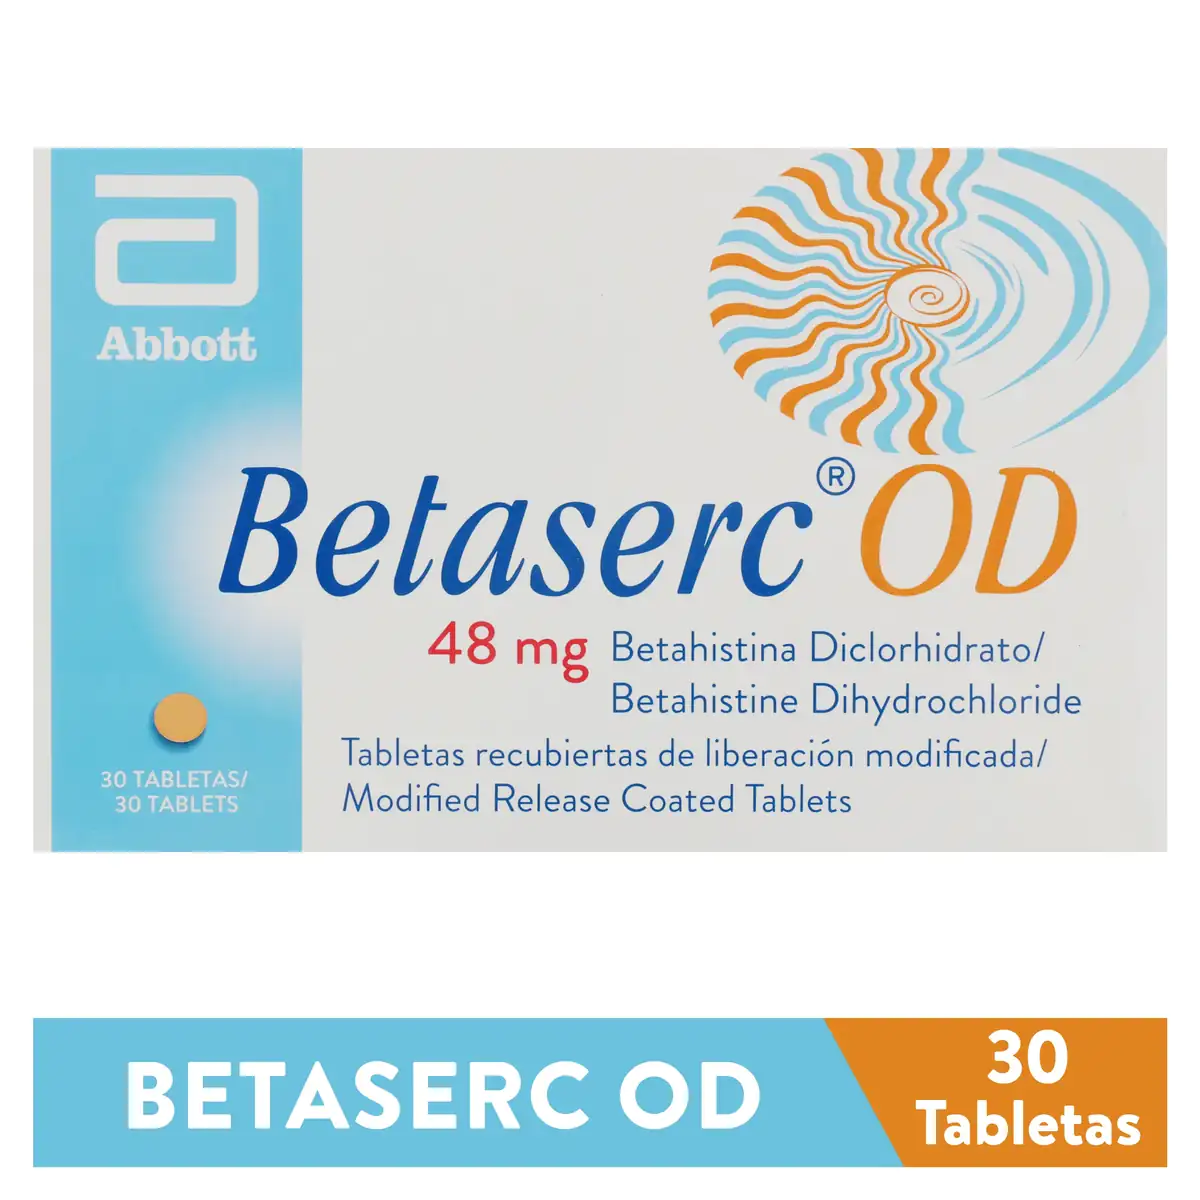 Abbott
Betaserc® OD
48 mg Betahistina Diclorhidrato/
Betahistine Dihydrochloride
Tabletas recubiertas de liberación modificada/
Modified Release Coated Tablets
30 TABLETAS/
30 TABLETS
BETASERC OD
30
Tabletas